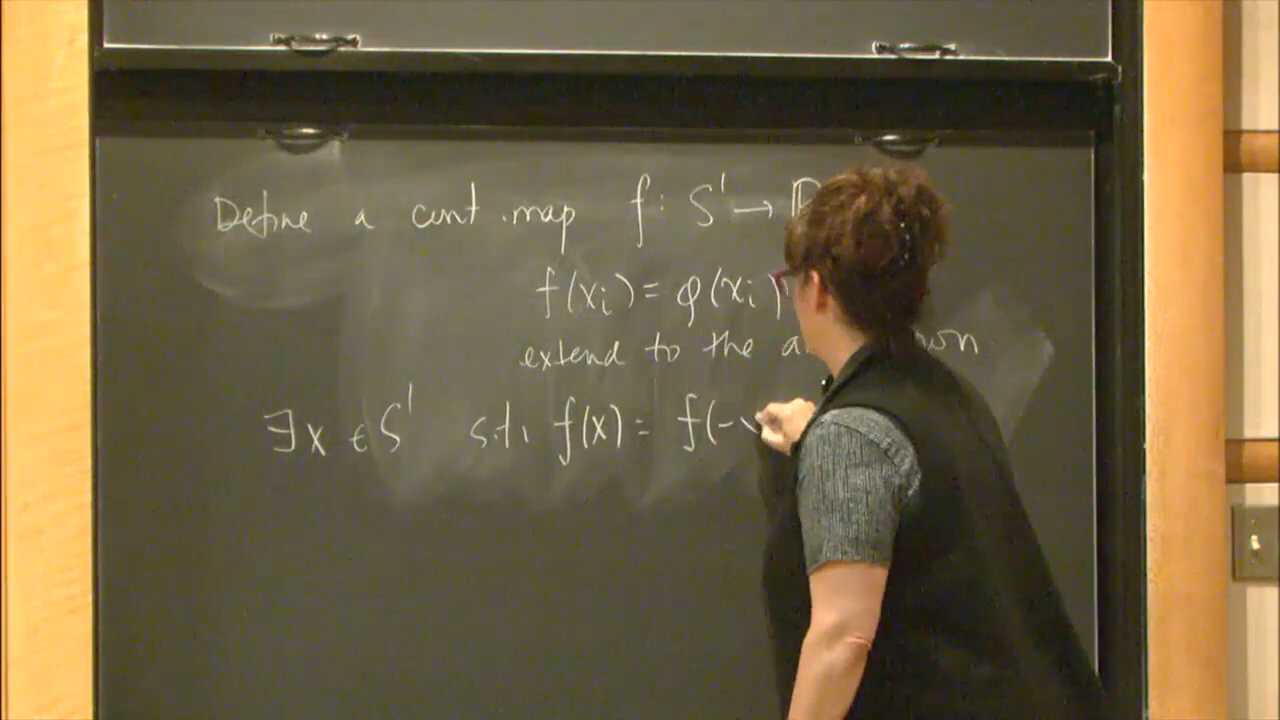 Define a cont. map f: S¹ → ℝ
f(xᵢ) = φ(xᵢ)
extend to the
∃x ∈ S¹ s.t. f(x) = f(-x